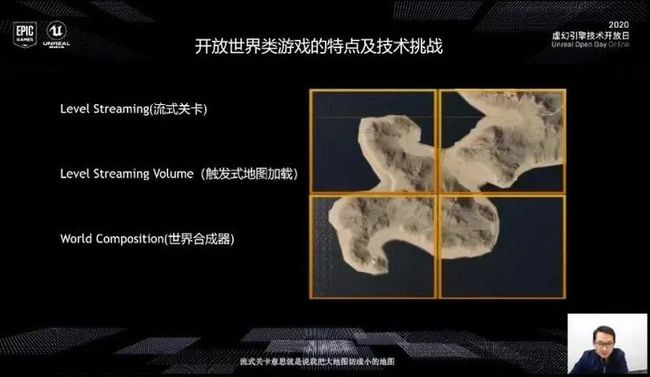 EPIC
GAMES
UNREAL
ENGINE
2020
虚幻引擎技术开放日
Unreal Open Day Online
开放世界类游戏的特点及技术挑战
Level Streaming(流式关卡)
Level Streaming Volume（触发式地图加载）
World Composition(世界合成器)
流式关卡意思就是说我把大地图切成小的地图